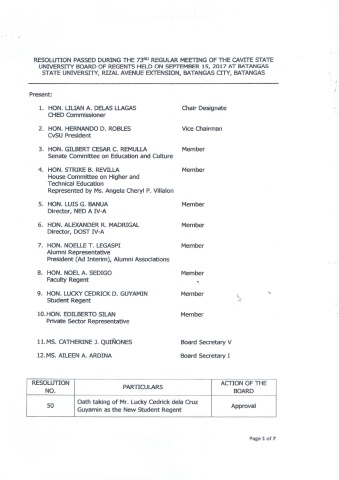 RESOLUTION PASSED DURING THE 73RD REGULAR MEETING OF THE CAVITE STATE
UNIVERSITY BOARD OF REGENTS HELD ON SEPTEMBER 15, 2017 AT BATANGAS
STATE UNIVERSITY, RIZAL AVENUE EXTENSION, BATANGAS CITY, BATANGAS
Present:
1. HON. LILIAN A. DELAS LLAGAS Chair Designate
CHED Commissioner
2. HON. HERNANDO D. ROBLES Vice Chairman
CvSU President
3. HON. GILBERT CESAR C. REMULLA Member
Senate Committee on Education and Culture
4. HON. STRIKE B. REVILLA Member
House Committee on Higher and
Technical Education
Represented by Ms. Angela Cheryl P. Villalon
5. HON. LUIS G. BANUA Member
Director, NED A IV-A
6. HON. ALEXANDER R. MADRIGAL Member
Director, DOST IV-A
7. HON. NOELLE T. LEGASPI Member
Alumni Representative
President (Ad Interim), Alumni Associations
8. HON. NOEL A. SEDIGO Member
Faculty Regent
9. HON. LUCKY CEDRICK D. GUYAMIN Member
Student Regent
10. HON. EDILBERTO SILAN Member
Private Sector Representative
11. MS. CATHERINE J. QUIÑONES Board Secretary V
12. MS. AILEEN A. ARDINA Board Secretary I
RESOLUTION NO. PARTICULARS ACTION OF THE BOARD
50 Oath taking of Mr. Lucky Cedrick dela Cruz Approval
Guyamin as the New Student Regent
Page 1 of 7